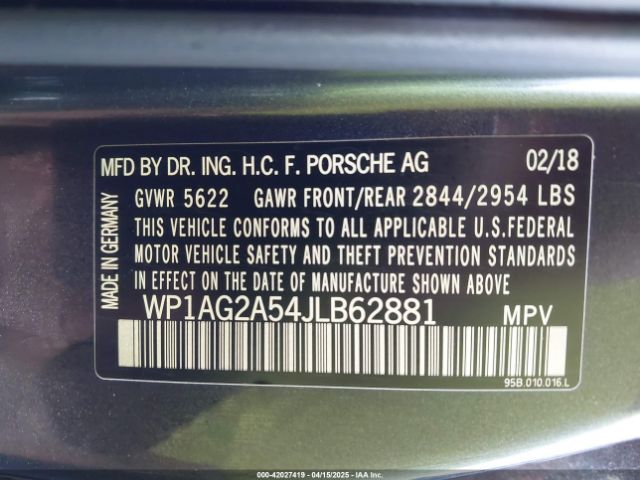 MFD BY DR. ING. H.C. F. PORSCHE AG 02/18
GVWR 5622 GAWR FRONT/REAR 2844/2954 LBS
THIS VEHICLE CONFORMS TO ALL APPLICABLE U.S.FEDERAL
MOTOR VEHICLE SAFETY AND THEFT PREVENTION STANDARDS
IN EFFECT ON THE DATE OF MANUFACTURE SHOWN ABOVE
WP1AG2A54JLB62881 MPV
95B.010.016.L
MADE IN GERMANY
000-42027419 - 04/15/2025 - IAAI.COM